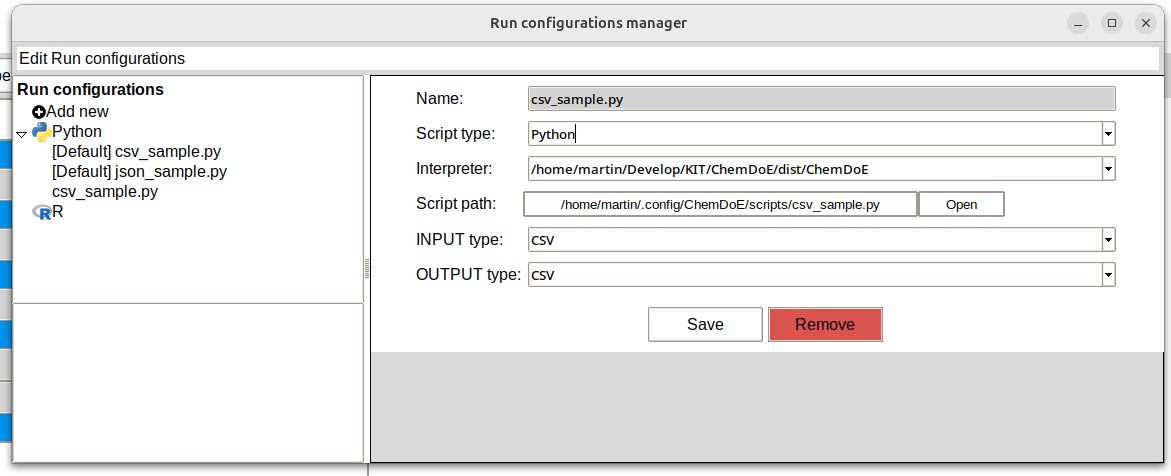 Run configurations manager
Edit Run configurations
Run configurations
Add new
Python
[Default] csv_sample.py
[Default] json_sample.py
csv_sample.py
R
Name: csv_sample.py
Script type: Python
Interpreter: /home/martin/Develop/KIT/ChemDoE/dist/ChemDoE
Script path: /home/martin/.config/ChemDoE/scripts/csv_sample.py Open
INPUT type: csv
OUTPUT type: csv
Save Remove